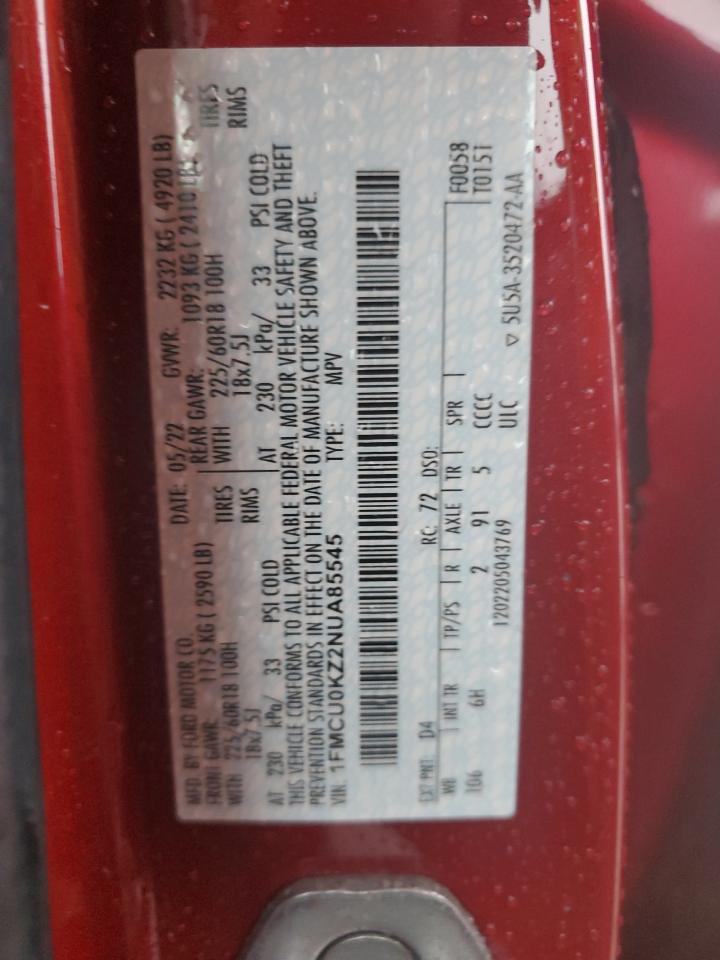 MFD BY FORD MOTOR CO. DATE: 05/22 GVWR: 2232 KG ( 4920 LB)
FRONT GAWR: 1175 KG ( 2590 LB) REAR GAWR: 1093 KG ( 2410 LB)
WITH 225/60R18 100H TIRES WITH 225/60R18 100H TIRES
18x7.5J RIMS 18x7.5J RIMS
AT 230 kPa/ 33 PSI COLD AT 230 kPa/ 33 PSI COLD
THIS VEHICLE CONFORMS TO ALL APPLICABLE FEDERAL MOTOR VEHICLE SAFETY AND THEFT
PREVENTION STANDARDS IN EFFECT ON THE DATE OF MANUFACTURE SHOWN ABOVE.
VIN: 1FMCU0KZ2NUA85545 TYPE: MPV
EXT PNT: D4 RC: 72 DSO: F0058
WB INT TR TP/PS R AXLE TR SPR T0151
106 6H 2 91 5 CCCC
1202205043769 UIC ▽ 5U5A-3520472-AA